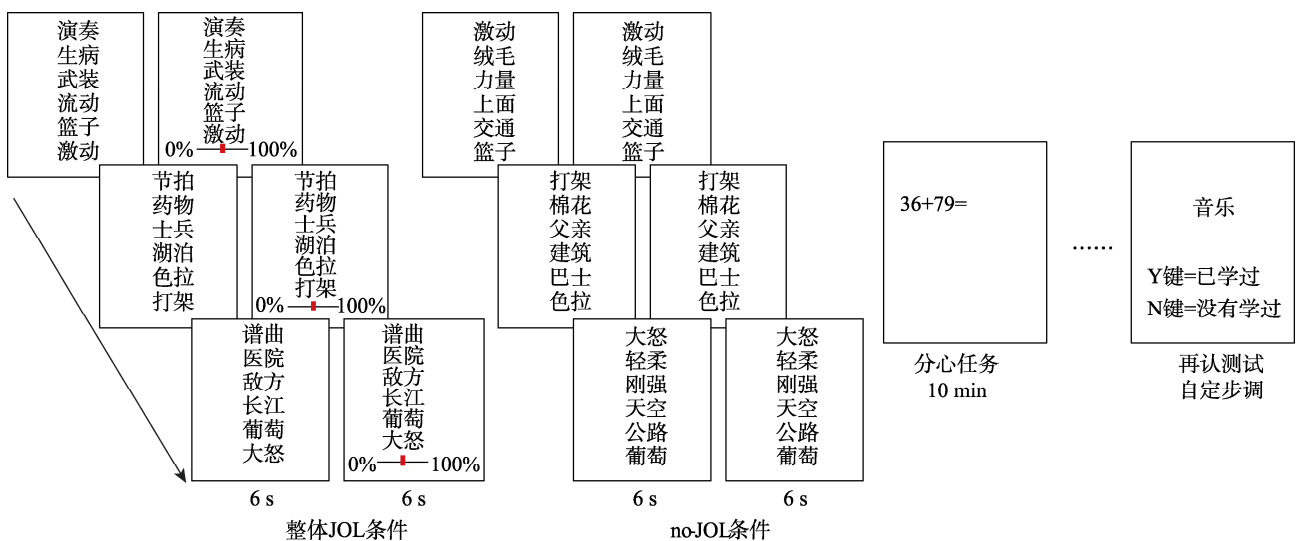 演奏
生病
武装
流动
篮子
激动
演奏
生病
武装
流动
篮子
激动
0% 100%
节拍
药物
士兵
湖泊
色拉
打架
节拍
药物
士兵
湖泊
色拉
打架
0% 100%
谱曲
医院
敌方
长江
葡萄
大怒
谱曲
医院
敌方
长江
葡萄
大怒
0% 100%
6 s 6 s
整体JOL条件
激动
绒毛
力量
上面
交通
篮子
激动
绒毛
力量
上面
交通
篮子
打架
棉花
父亲
建筑
巴士
色拉
打架
棉花
父亲
建筑
巴士
色拉
大怒
轻柔
刚强
天空
公路
葡萄
大怒
轻柔
刚强
天空
公路
葡萄
6 s 6 s
no-JOL条件
36+79=
分心任务
10 min
……
音乐
Y键=已学过
N键=没有学过
再认测试
自定步调